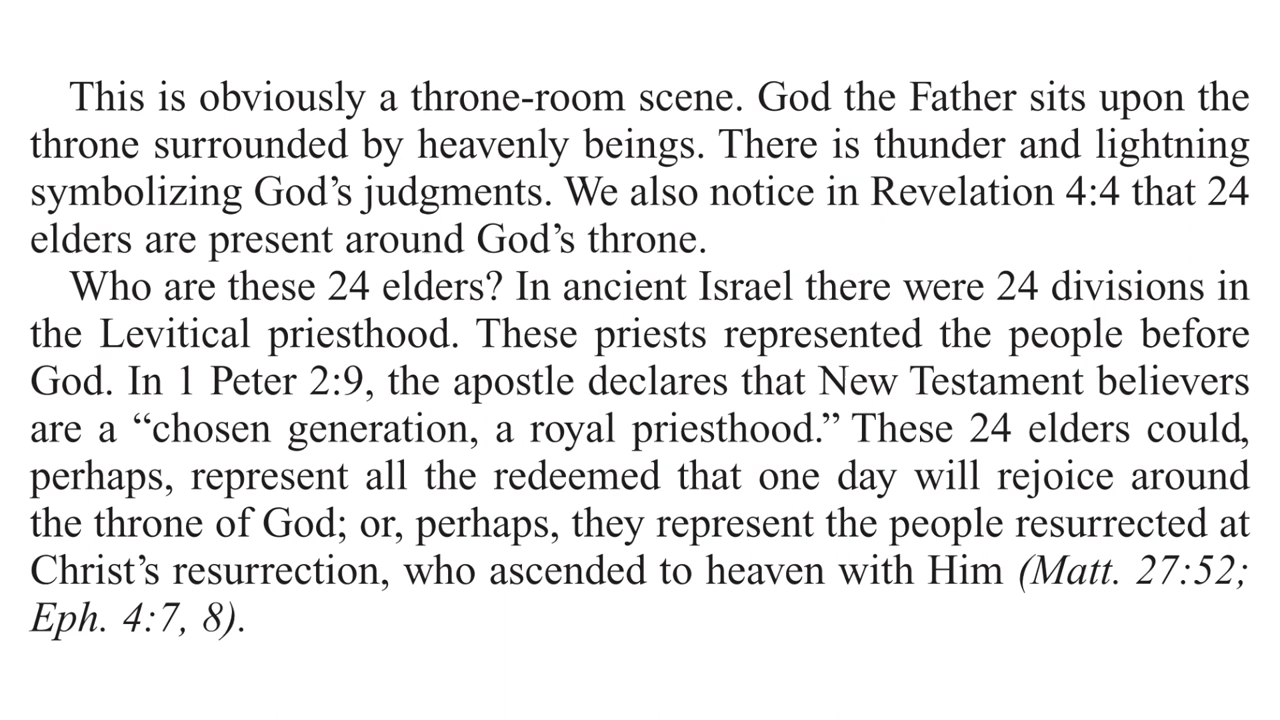 This is obviously a throne-room scene. God the Father sits upon the
throne surrounded by heavenly beings. There is thunder and lightning
symbolizing God’s judgments. We also notice in Revelation 4:4 that 24
elders are present around God’s throne.
Who are these 24 elders? In ancient Israel there were 24 divisions in
the Levitical priesthood. These priests represented the people before
God. In 1 Peter 2:9, the apostle declares that New Testament believers
are a “chosen generation, a royal priesthood.” These 24 elders could,
perhaps, represent all the redeemed that one day will rejoice around
the throne of God; or, perhaps, they represent the people resurrected at
Christ’s resurrection, who ascended to heaven with Him (Matt. 27:52;
Eph. 4:7, 8).